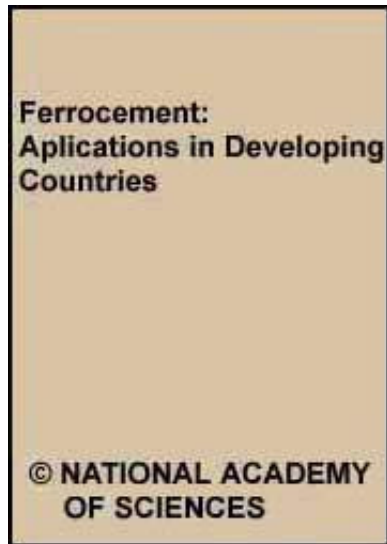 Ferrocement:
Aplications in Developing
Countries
© NATIONAL ACADEMY
OF SCIENCES